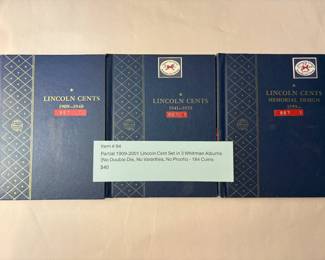 LINCOLN CENTS
1909-1940
LINCOLN CENTS
1941-1958
LINCOLN CENTS
MEMORIAL DESIGN
1959-
Item # 94
Partial 1909-2001 Lincoln Cent Set in 3 Whitman Albums
(No Double Die, No Varieties, No Proofs) - 184 Coins
$40